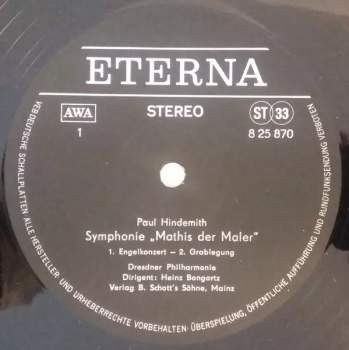 ETERNA
AWA
STEREO
ST 33
1
8 25 870
Paul Hindemith
Symphonie „Mathis der Maler"
1. Engelkonzert – 2. Grablegung
Dresdner Philharmonie
Dirigent: Heinz Bongartz
Verlag B. Schott's Söhne, Mainz
VEB DEUTSCHE SCHALLPLATTEN ALLE HERSTELLER- UND URHEBERRECHTE VORBEHALTEN · ÜBERSPIELUNG, ÖFFENTLICHE AUFFÜHRUNG UND RUNDFUNKSENDUNG VERBOTEN